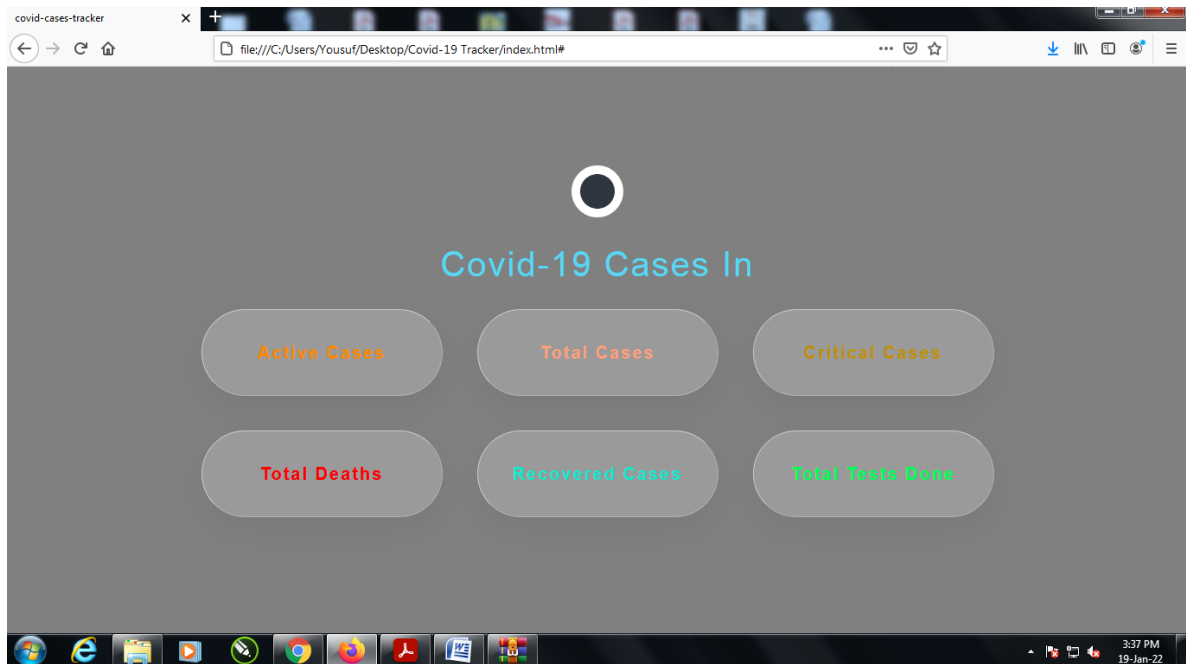 covid-cases-tracker
file:///C:/Users/Yousuf/Desktop/Covid-19 Tracker/index.html#
Covid-19 Cases In
Active Cases
Total Cases
Critical Cases
Total Deaths
Recovered Cases
Total Tests Done
3:37 PM
19-Jan-22